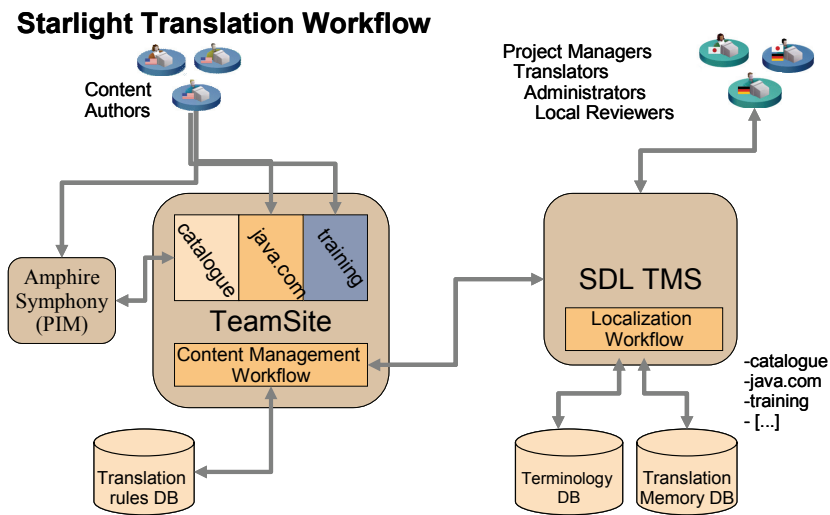 Starlight Translation Workflow
Content
Authors
Project Managers
Translators
Administrators
Local Reviewers
catalogue
java.com
training
Amphire
Symphony
(PIM)
TeamSite
Content Management
Workflow
SDL TMS
Localization
Workflow
-catalogue
-java.com
-training
- [...]
Translation
rules DB
Terminology
DB
Translation
Memory DB